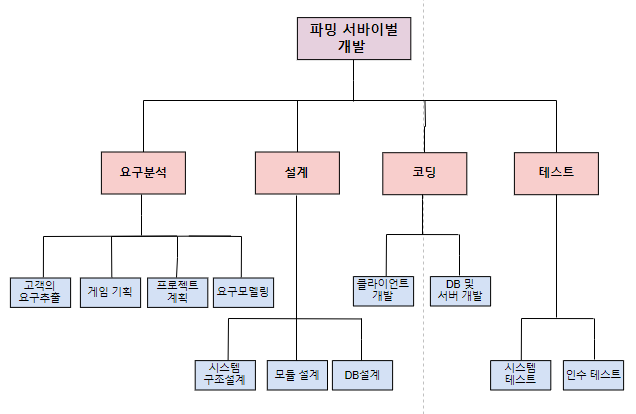 파밍 서바이벌
개발
요구분석
설계
코딩
테스트
고객의
요구추출
게임 기획
프로젝트
계획
요구모델링
클라이언트
개발
DB 및
서버 개발
시스템
구조설계
모듈 설계
DB설계
시스템
테스트
인수 테스트